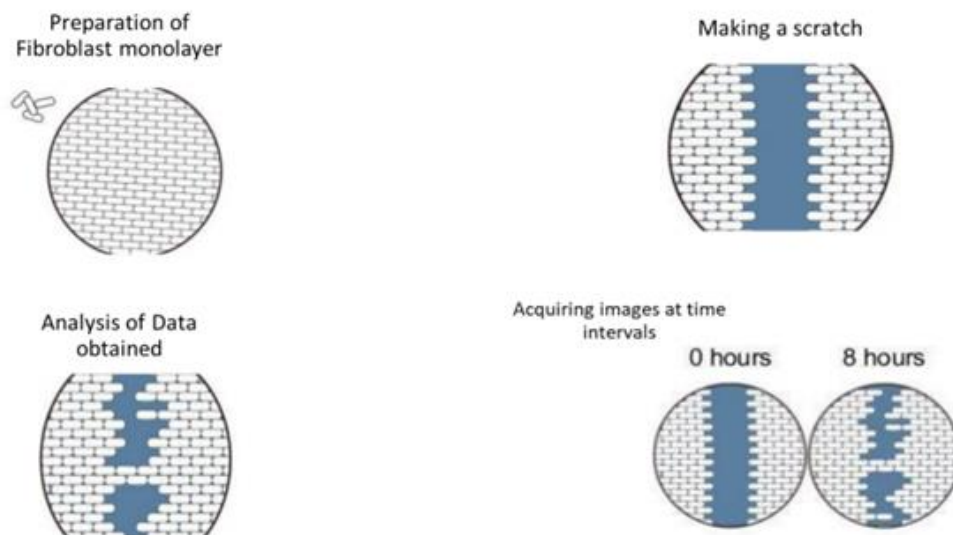 Preparation of
Fibroblast monolayer
Making a scratch
Analysis of Data
obtained
Acquiring images at time
intervals
0 hours
8 hours